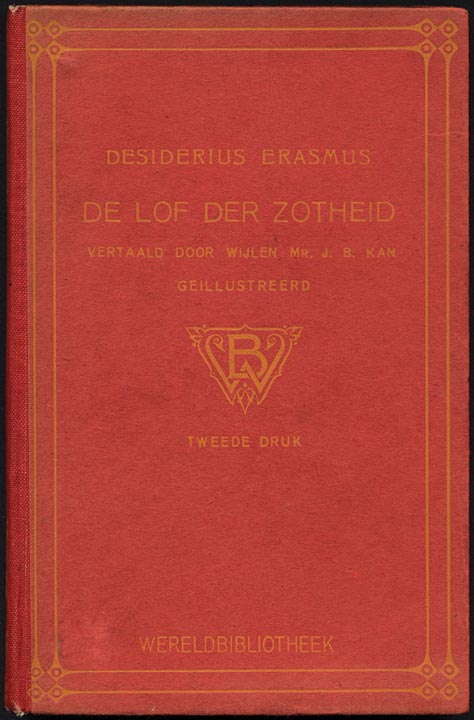 DESIDERIUS ERASMUS
DE LOF DER ZOTHEID
VERTAALD DOOR WIJLEN MR. J. B. KAN
GEILLUSTREERD
WB
TWEEDE DRUK
WERELDBIBLIOTHEEK